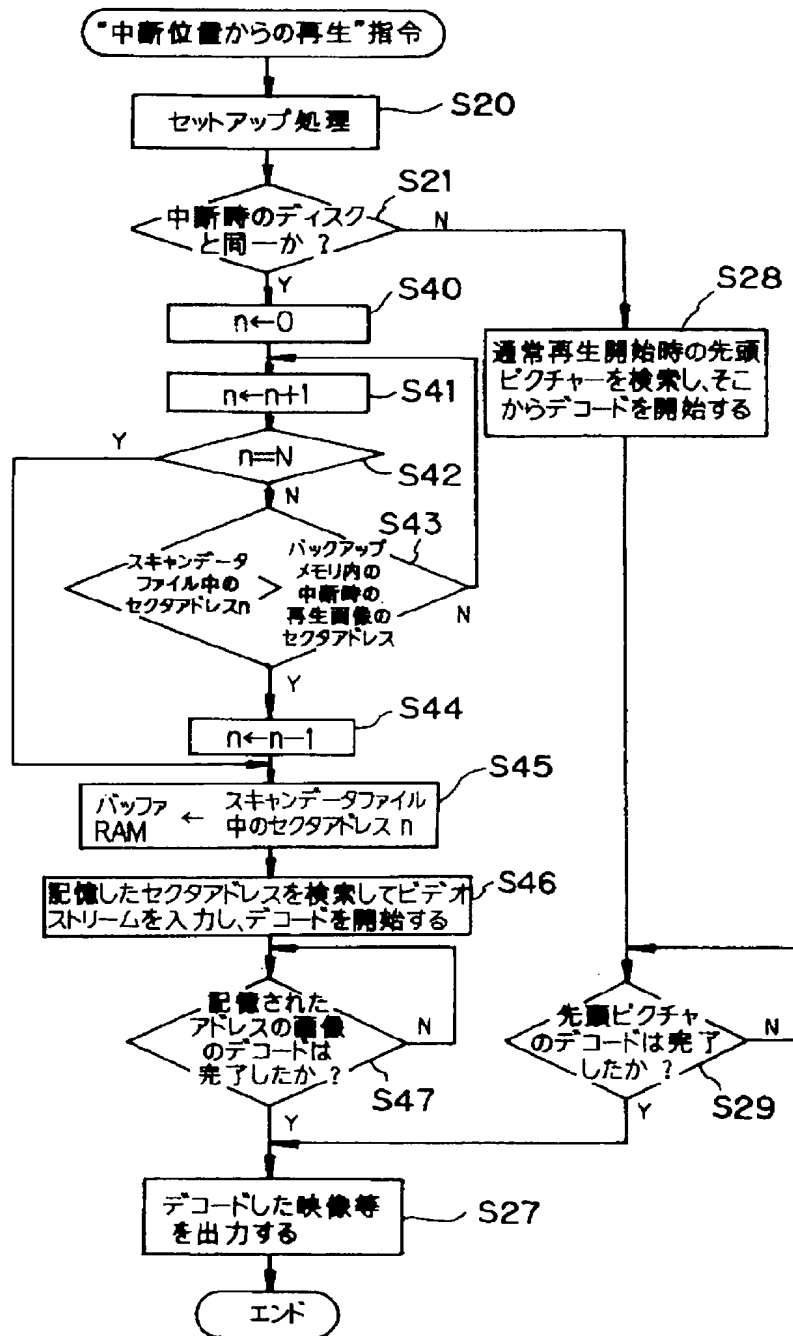 “中断位置からの再生”指令
セットアップ処理
S20
中断時のディスク
と同一か？
S21
N
Y
n←0
S40
n←n+1
S41
n==N
S42
Y
N
スキャンデータ
ファイル中の
セクタアドレスn
>
バックアップ
メモリ内の
中断時の
再生画像の
セクタアドレス
S43
N
Y
n←n−1
S44
バッファ
RAM
←
スキャンデータファイル
中のセクタアドレス n
S45
記憶したセクタアドレスを検索してビデオ
ストリームを入力し、デコードを開始する
S46
記憶された
アドレスの画像
のデコードは
完了したか？
S47
N
Y
S28
通常再生開始時の先頭
ピクチャーを検索し、そこ
からデコードを開始する
先頭ピクチャ
のデコードは完了
したか？
S29
N
Y
デコードした映像等
を出力する
S27
エンド